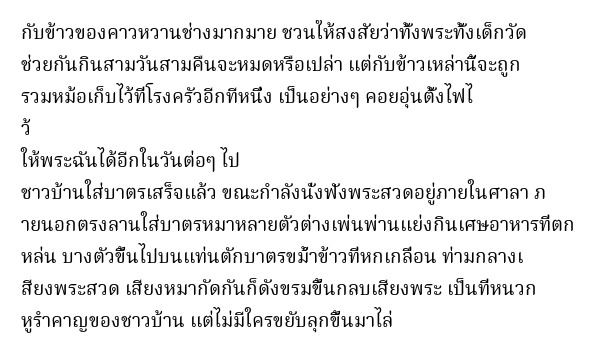 กับข้าวของคาวหวานช่างมากมาย ชวนให้สงสัยว่าทั้งพระทั้งเด็กวัด
ช่วยกันกินสามวันสามคืนจะหมดหรือเปล่า แต่กับข้าวเหล่านี้จะถูก
รวมหม้อเก็บไว้ที่โรงครัวอีกทีหนึ่ง เป็นอย่างๆ คอยอุ่นตั้งไฟไ
ว้
ให้พระฉันได้อีกในวันต่อๆ ไป
ชาวบ้านใส่บาตรเสร็จแล้ว ขณะกำลังนั่งฟังพระสวดอยู่ภายในศาลา ภ
ายนอกตรงลานใส่บาตรหมาหลายตัวต่างเพ่นพ่านแย่งกินเศษอาหารที่ตก
หล่น บางตัวขึ้นไปบนแท่นตักบาตรขม้ำข้าวที่หกเกลื่อน ท่ามกลางเ
สียงพระสวด เสียงหมากัดกันก็ดังขรมขึ้นกลบเสียงพระ เป็นที่หนวก
หูรำคาญของชาวบ้าน แต่ไม่มีใครขยับลุกขึ้นมาไล่